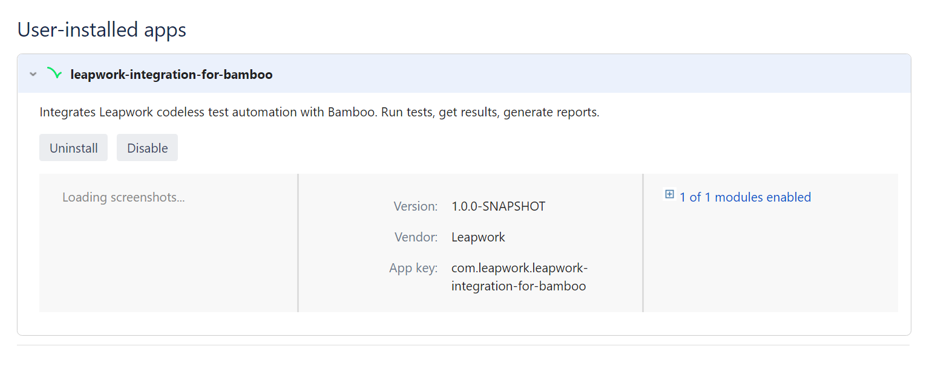 User-installed apps
leapwork-integration-for-bamboo
Integrates Leapwork codeless test automation with Bamboo. Run tests, get results, generate reports.
Uninstall Disable
Loading screenshots...
Version: 1.0.0-SNAPSHOT
Vendor: Leapwork
App key: com.leapwork.leapwork-
integration-for-bamboo
1 of 1 modules enabled